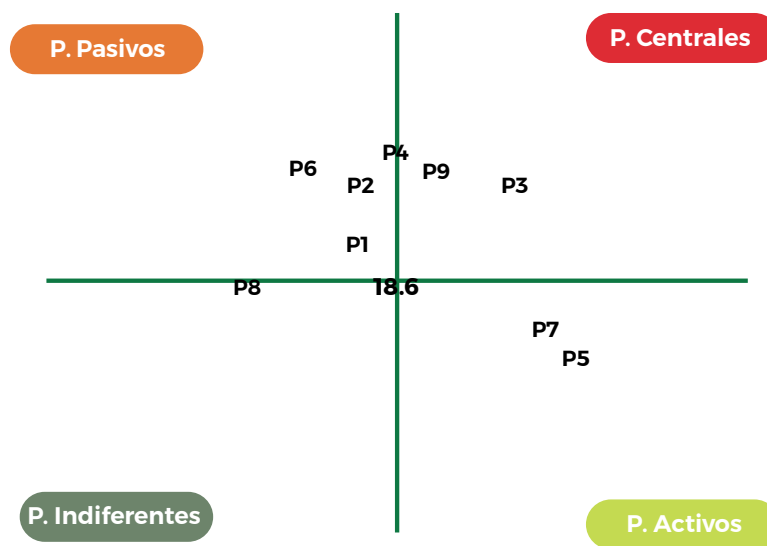 P. Pasivos
P. Centrales
P4
P6
P9
P2
P3
P1
P8
18.6
P7
P5
P. Indiferentes
P. Activos